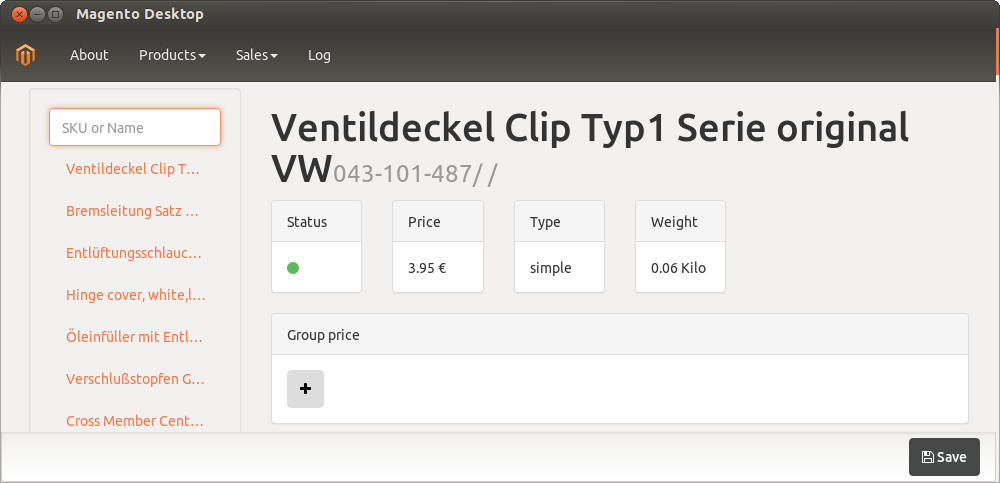 Magento Desktop
About Products Sales Log
SKU or Name
Ventildeckel Clip T…
Bremsleitung Satz …
Entlüftungsschlauc…
Hinge cover, white,l…
Öleinfüller mit Entl…
Verschlußstopfen G…
Cross Member Cent…
Ventildeckel Clip Typ1 Serie original
VW043-101-487/ /
Status Price Type Weight
3.95 € simple 0.06 Kilo
Group price
Save